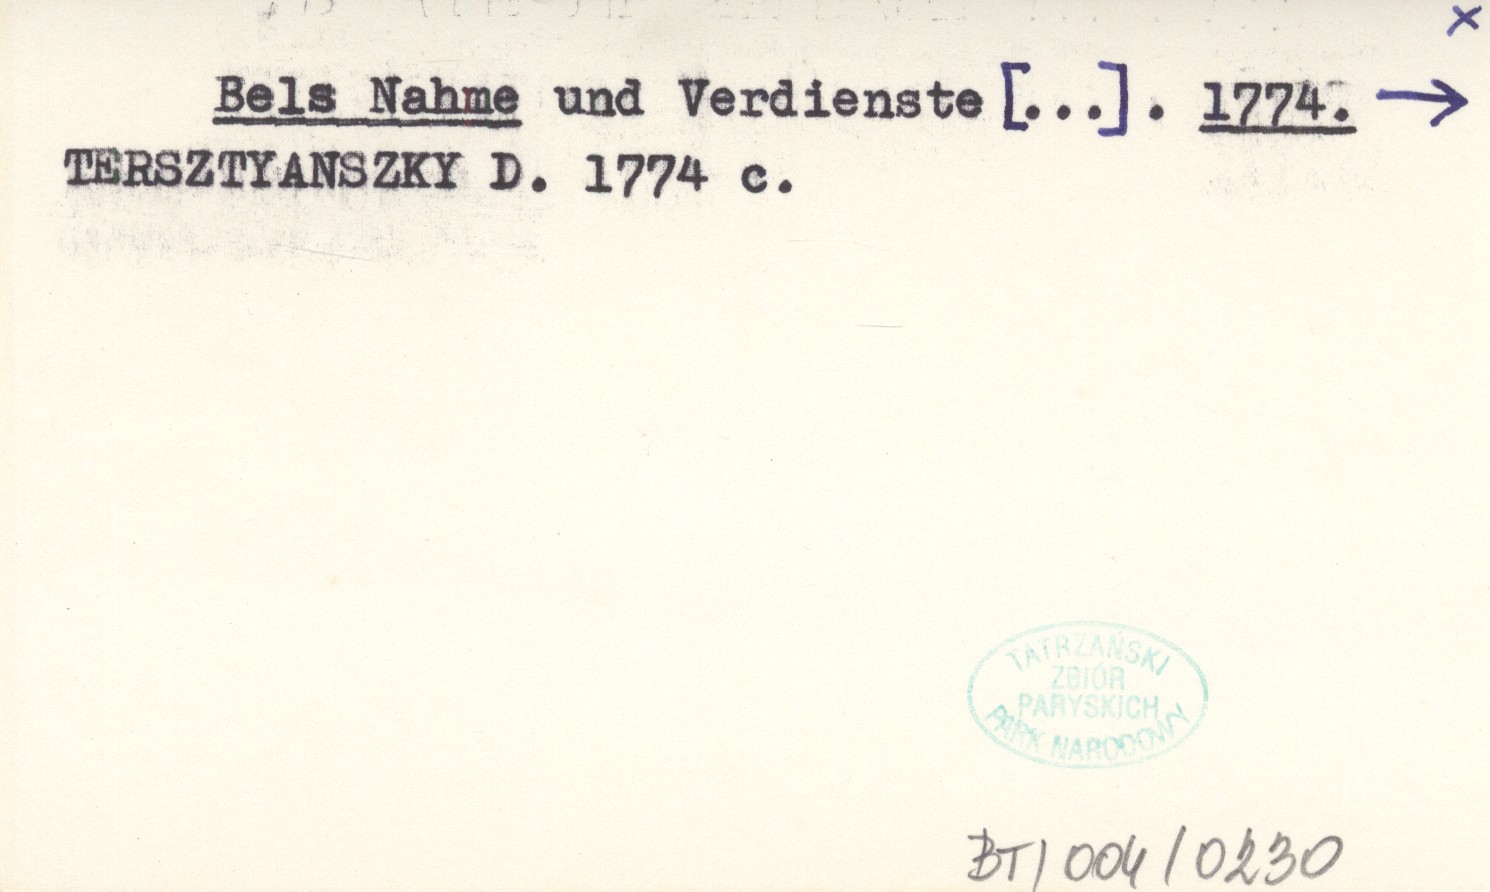 ×
Bels Nahme und Verdienste [...]. 1774. →
TERSZTYANSZKY D. 1774 c.
TATRZAŃSKI
ZBIÓR
PARYSKICH
PARK NARODOWY
BT/004/0230